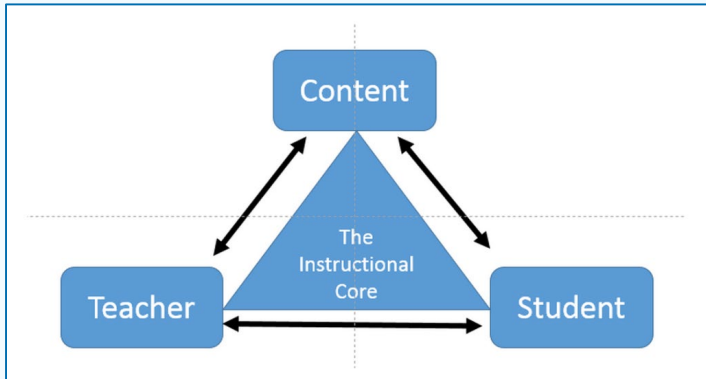 Content
The
Instructional
Core
Teacher
Student